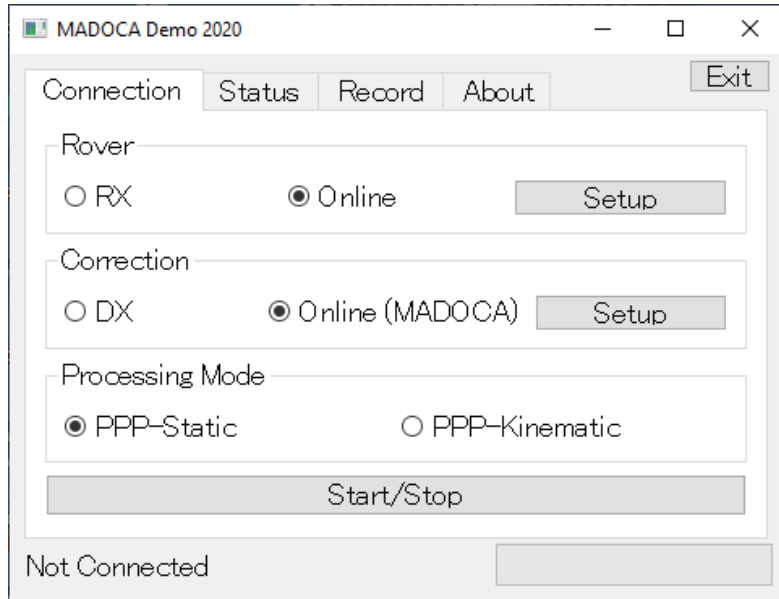 MADOCA Demo 2020
Exit
Connection Status Record About
Rover
RX Online Setup
Correction
DX Online (MADOCA) Setup
Processing Mode
PPP-Static PPP-Kinematic
Start/Stop
Not Connected